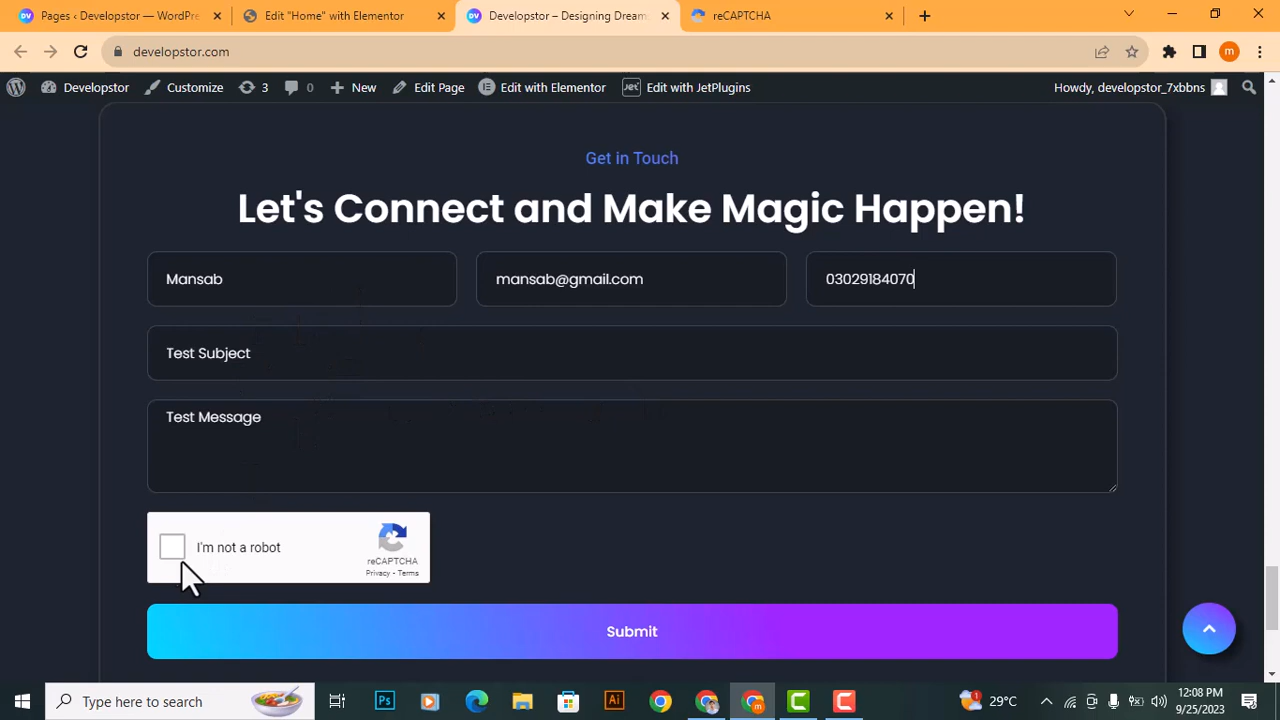 Pages ‹ Developstor — WordPre
Edit "Home" with Elementor
Developstor – Designing Dream
reCAPTCHA
developstor.com
m
Developstor
Customize
3
0
New
Edit Page
Edit with Elementor
Edit with JetPlugins
Howdy, developstor_7xbbns
Get in Touch
Let's Connect and Make Magic Happen!
Mansab
mansab@gmail.com
03029184070
Test Subject
Test Message
I'm not a robot
reCAPTCHA
Privacy - Terms
Submit
Type here to search
Ps
Ai
m
1
29°C
12:08 PM
9/25/2023